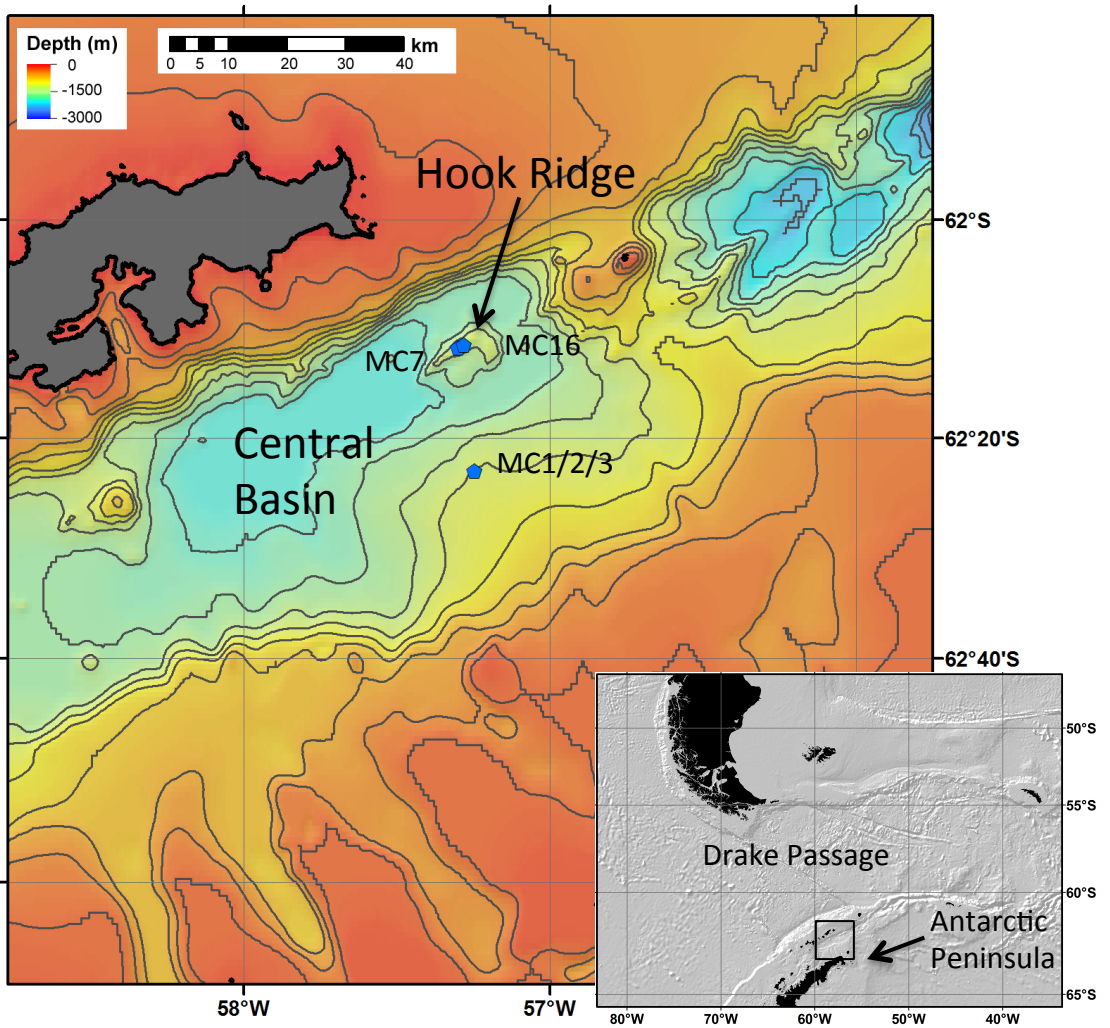 Depth (m)
0
-1500
-3000
km
0 5 10 20 30 40
Hook Ridge
62°S
MC7
MC16
Central
Basin
62°20'S
MC1/2/3
62°40'S
50°S
55°S
Drake Passage
60°S
Antarctic
Peninsula
65°S
58°W
57°W
80°W 70°W 60°W 50°W 40°W